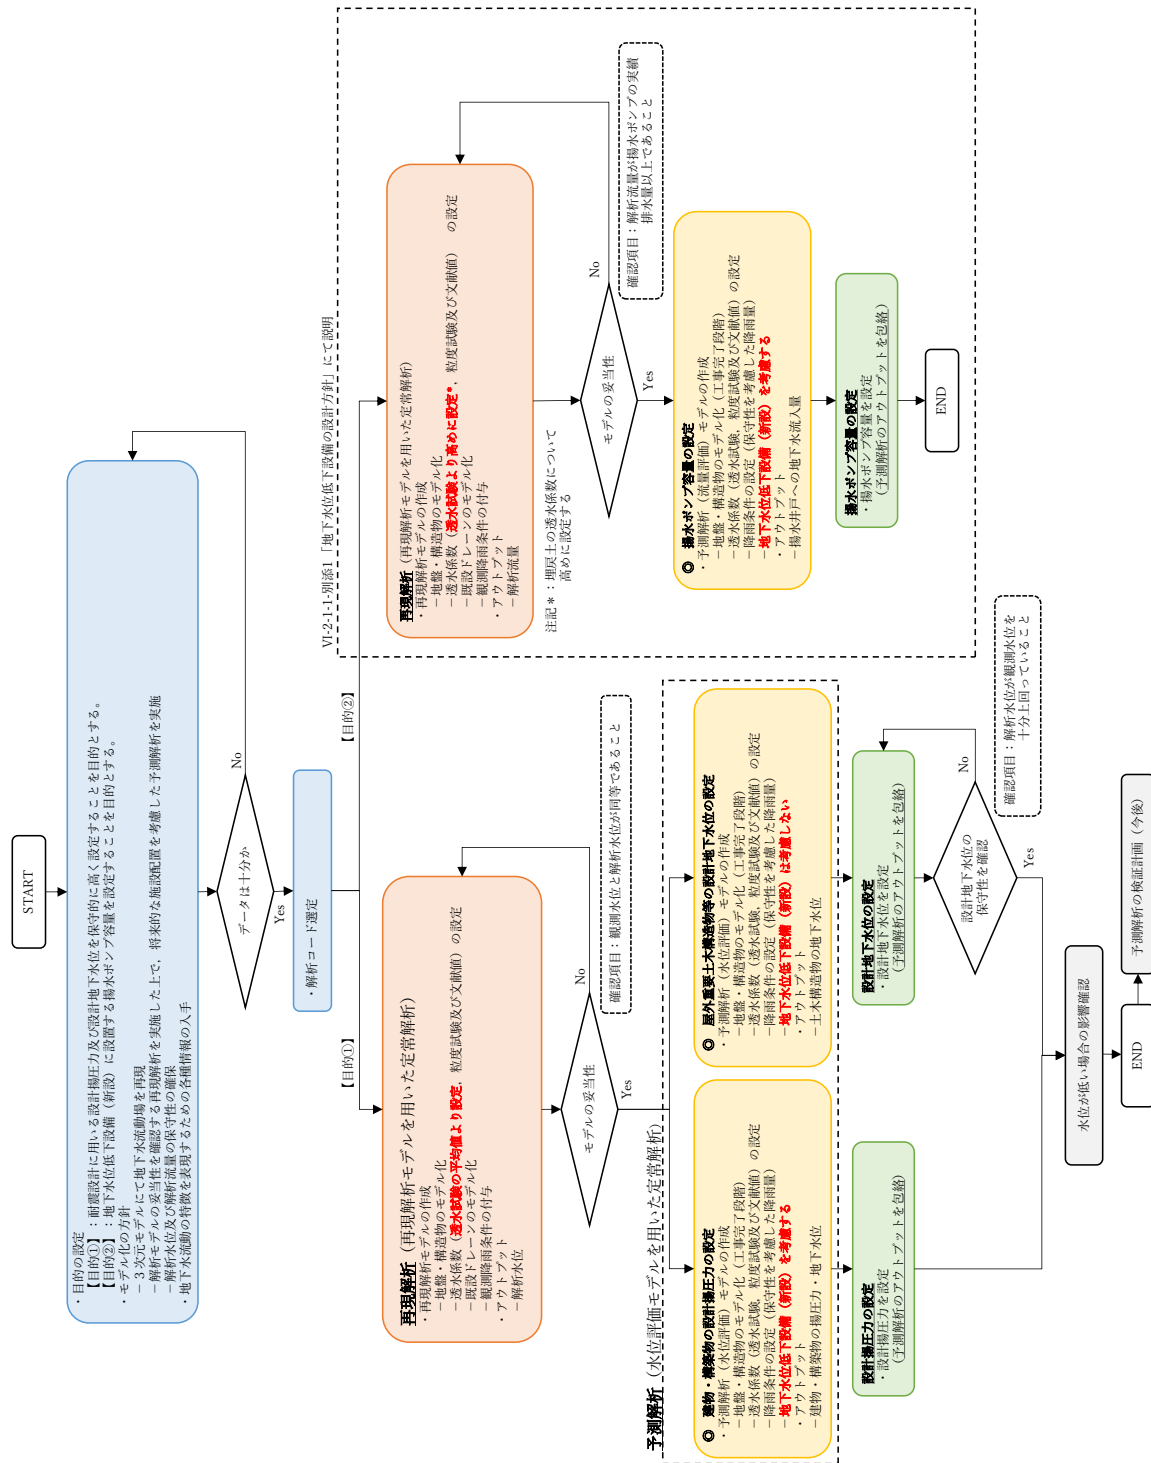 START
・目的の設定
【目的①】：耐震設計に用いる設計揚圧力及び設計地下水位を保守的に高く設定することを目的とする。
【目的②】：地下水位低下設備（新設）に設置する揚水ポンプ容量を設定することを目的とする。
・モデル化の方針
－３次元モデルにて地下水流動場を再現
－解析モデルの妥当性を確認する再現解析を実施した上で，将来的な施設配置を考慮した予測解析を実施
－解析水位及び解析流量の保守性の確保
・地下水流動の特徴を表現するための各種情報の入手
データは十分か
No
Yes
・解析コード選定
【目的①】
【目的②】
再現解析（再現解析モデルを用いた定常解析）
・再現解析モデルの作成
－地盤・構造物のモデル化
－透水係数（透水試験の平均値より設定，粒度試験及び文献値）の設定
－既設ドレーンのモデル化
－観測降雨条件の付与
・アウトプット
－解析水位
モデルの妥当性
No
Yes
確認項目：観測水位と解析水位が同等であること
予測解析（水位評価モデルを用いた定常解析）
◎ 建物・構築物の設計揚圧力の設定
・予測解析（水位評価）モデルの作成
－地盤・構造物のモデル化（工事完了段階）
－透水係数（透水試験，粒度試験及び文献値）の設定
－降雨条件の設定（保守性を考慮した降雨量）
－地下水位低下設備（新設）を考慮する
・アウトプット
－建物・構築物の揚圧力・地下水位
◎ 屋外重要土木構造物等の設計地下水位の設定
・予測解析（水位評価）モデルの作成
－地盤・構造物のモデル化（工事完了段階）
－透水係数（透水試験，粒度試験及び文献値）の設定
－降雨条件の設定（保守性を考慮した降雨量）
－地下水位低下設備（新設）は考慮しない
・アウトプット
－土木構造物の地下水位
設計揚圧力の設定
・設計揚圧力を設定
（予測解析のアウトプットを包絡）
設計地下水位の設定
・設計地下水位を設定
（予測解析のアウトプットを包絡）
設計地下水位の
保守性を確認
No
Yes
確認項目：解析水位が観測水位を
十分上回っていること
水位が低い場合の影響確認
END
予測解析の検証計画（今後）
VI-2-1-1-別添1「地下水位低下設備の設計方針」にて説明
再現解析（再現解析モデルを用いた定常解析）
・再現解析モデルの作成
－地盤・構造物のモデル化
－透水係数（透水試験より高めに設定*，粒度試験及び文献値）の設定
－既設ドレーンのモデル化
－観測降雨条件の付与
・アウトプット
－解析流量
注記＊：埋戻土の透水係数について
高めに設定する
モデルの妥当性
No
Yes
確認項目：解析流量が揚水ポンプの実績
排水量以上であること
◎ 揚水ポンプ容量の設定
・予測解析（流量評価）モデルの作成
－地盤・構造物のモデル化（工事完了段階）
－透水係数（透水試験，粒度試験及び文献値）の設定
－降雨条件の設定（保守性を考慮した降雨量）
－地下水位低下設備（新設）を考慮する
・アウトプット
－揚水井戸への地下水流入量
揚水ポンプ容量の設定
・揚水ポンプ容量を設定
（予測解析のアウトプットを包絡）
END